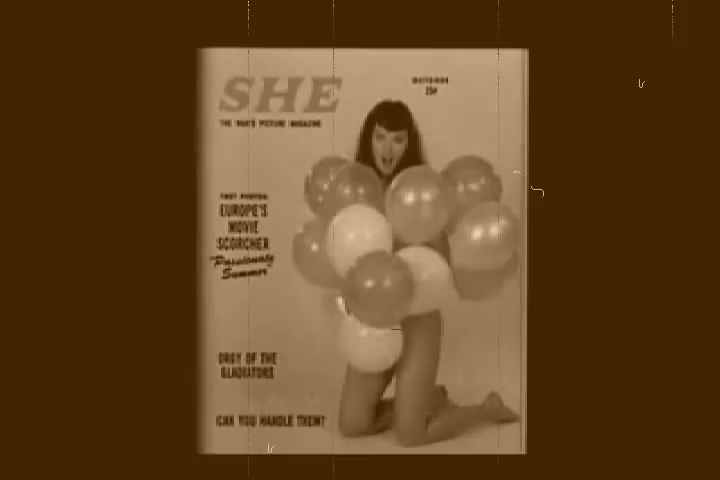 SHE
THE MAN'S PICTURE MAGAZINE
OCTOBER
25¢
FIRST PHOTOS
EUROPE'S
MOVIE
SCORCHER
"Passionate
Summer"
ORGY OF THE
GLADIATORS
CAN YOU HANDLE THEM?